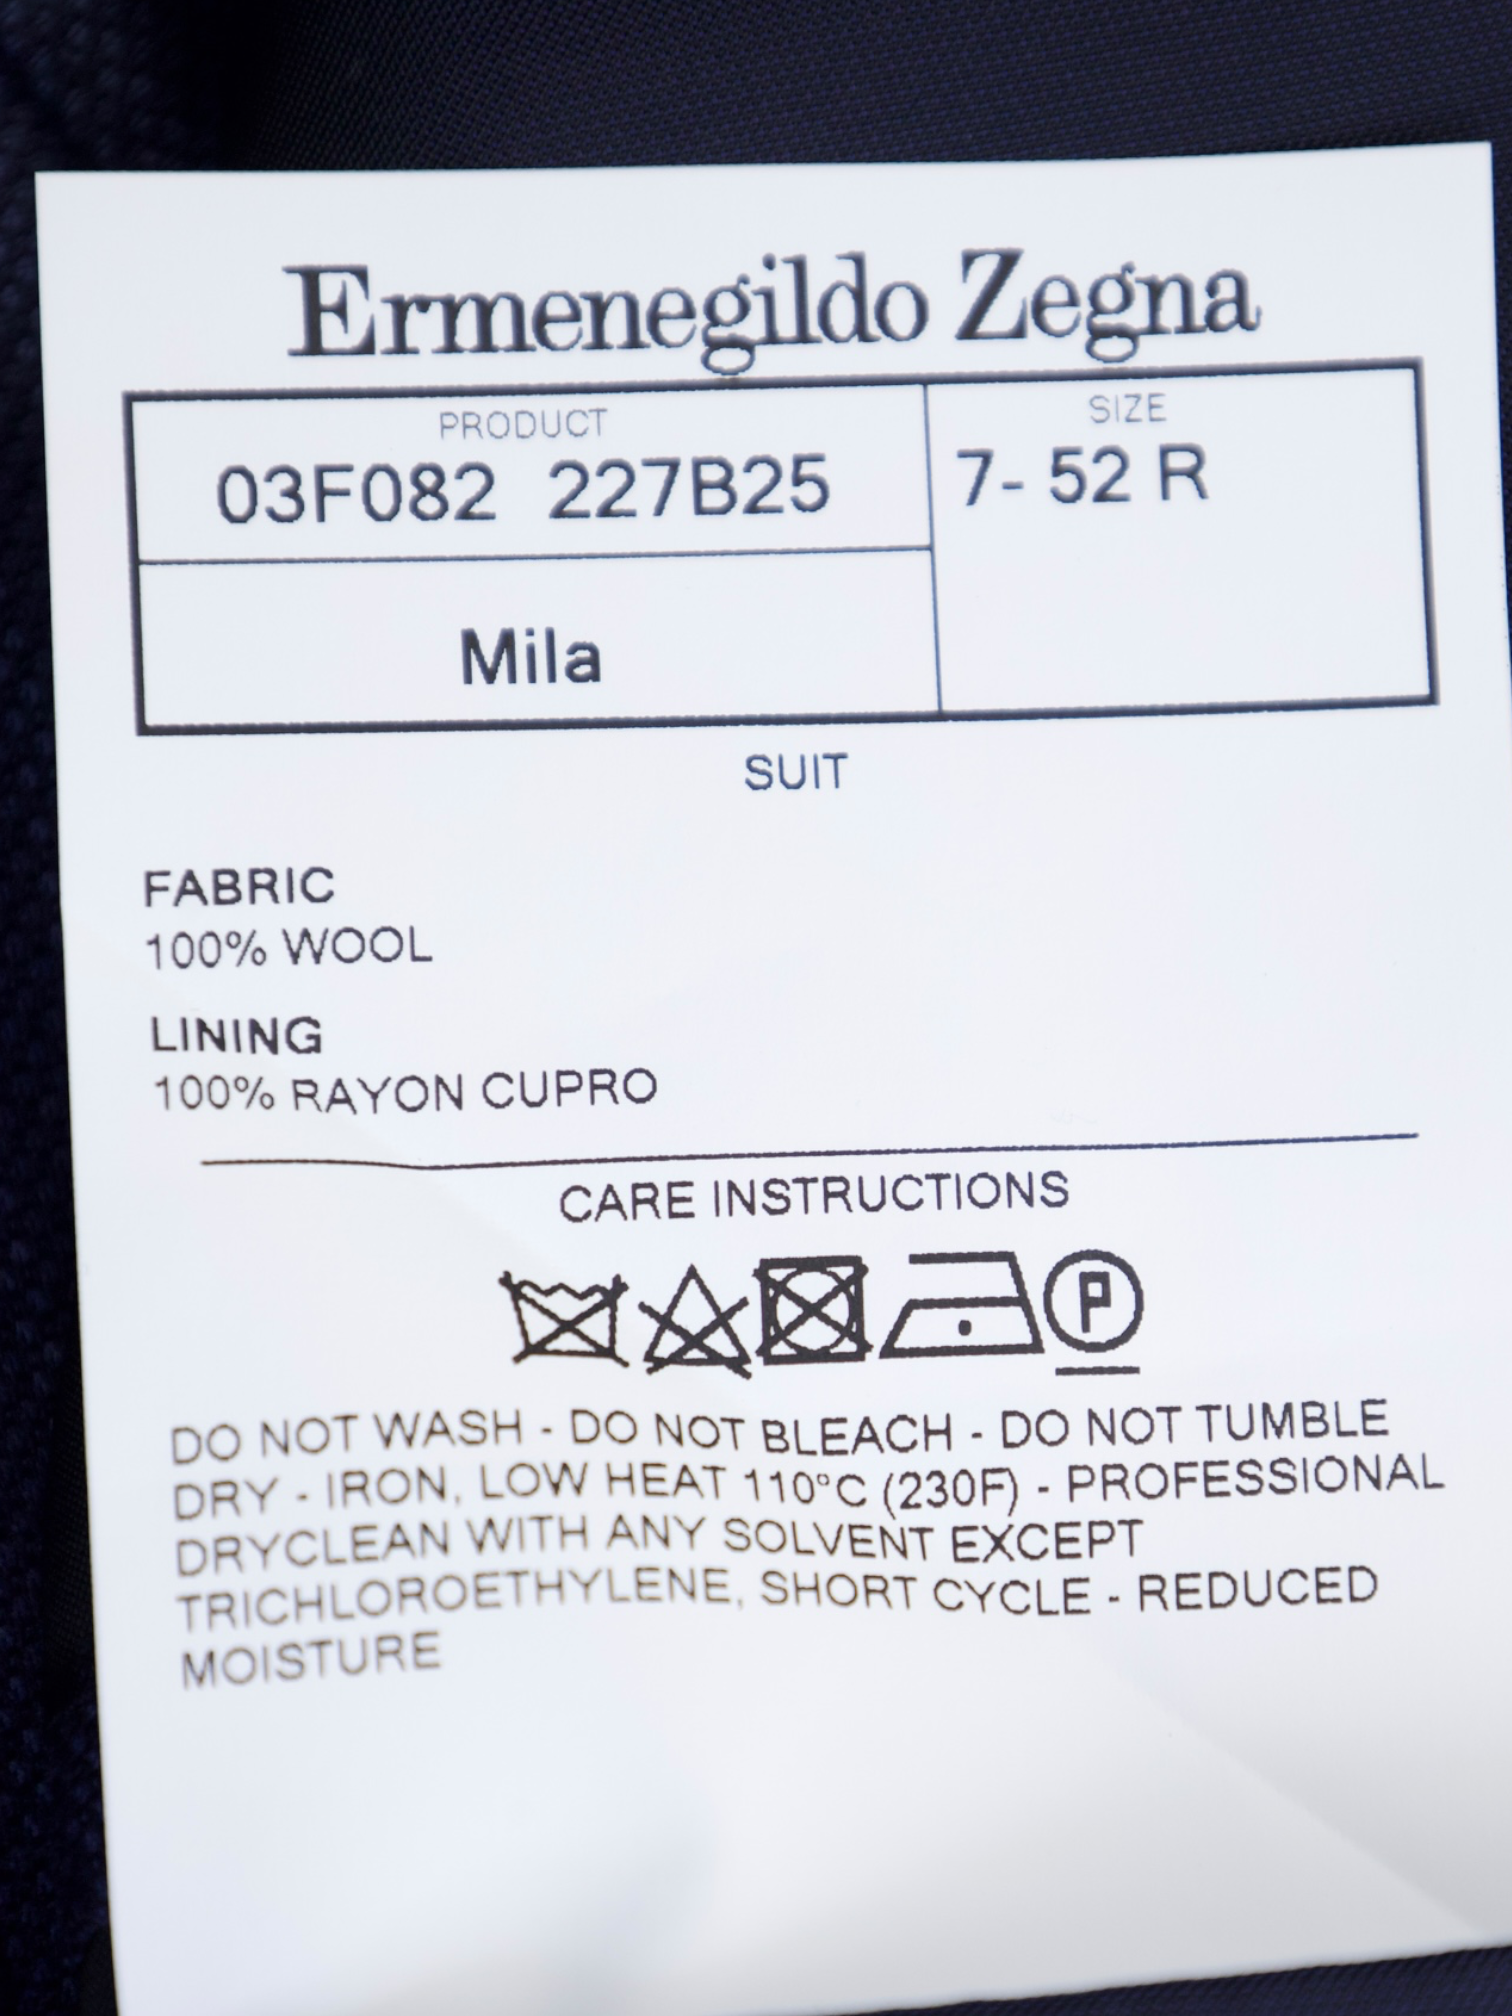 Ermenegildo Zegna
PRODUCT
03F082 227B25
SIZE
7- 52 R
Mila
SUIT
FABRIC
100% WOOL
LINING
100% RAYON CUPRO
CARE INSTRUCTIONS
P
DO NOT WASH - DO NOT BLEACH - DO NOT TUMBLE
DRY - IRON, LOW HEAT 110°C (230F) - PROFESSIONAL
DRYCLEAN WITH ANY SOLVENT EXCEPT
TRICHLOROETHYLENE, SHORT CYCLE - REDUCED
MOISTURE